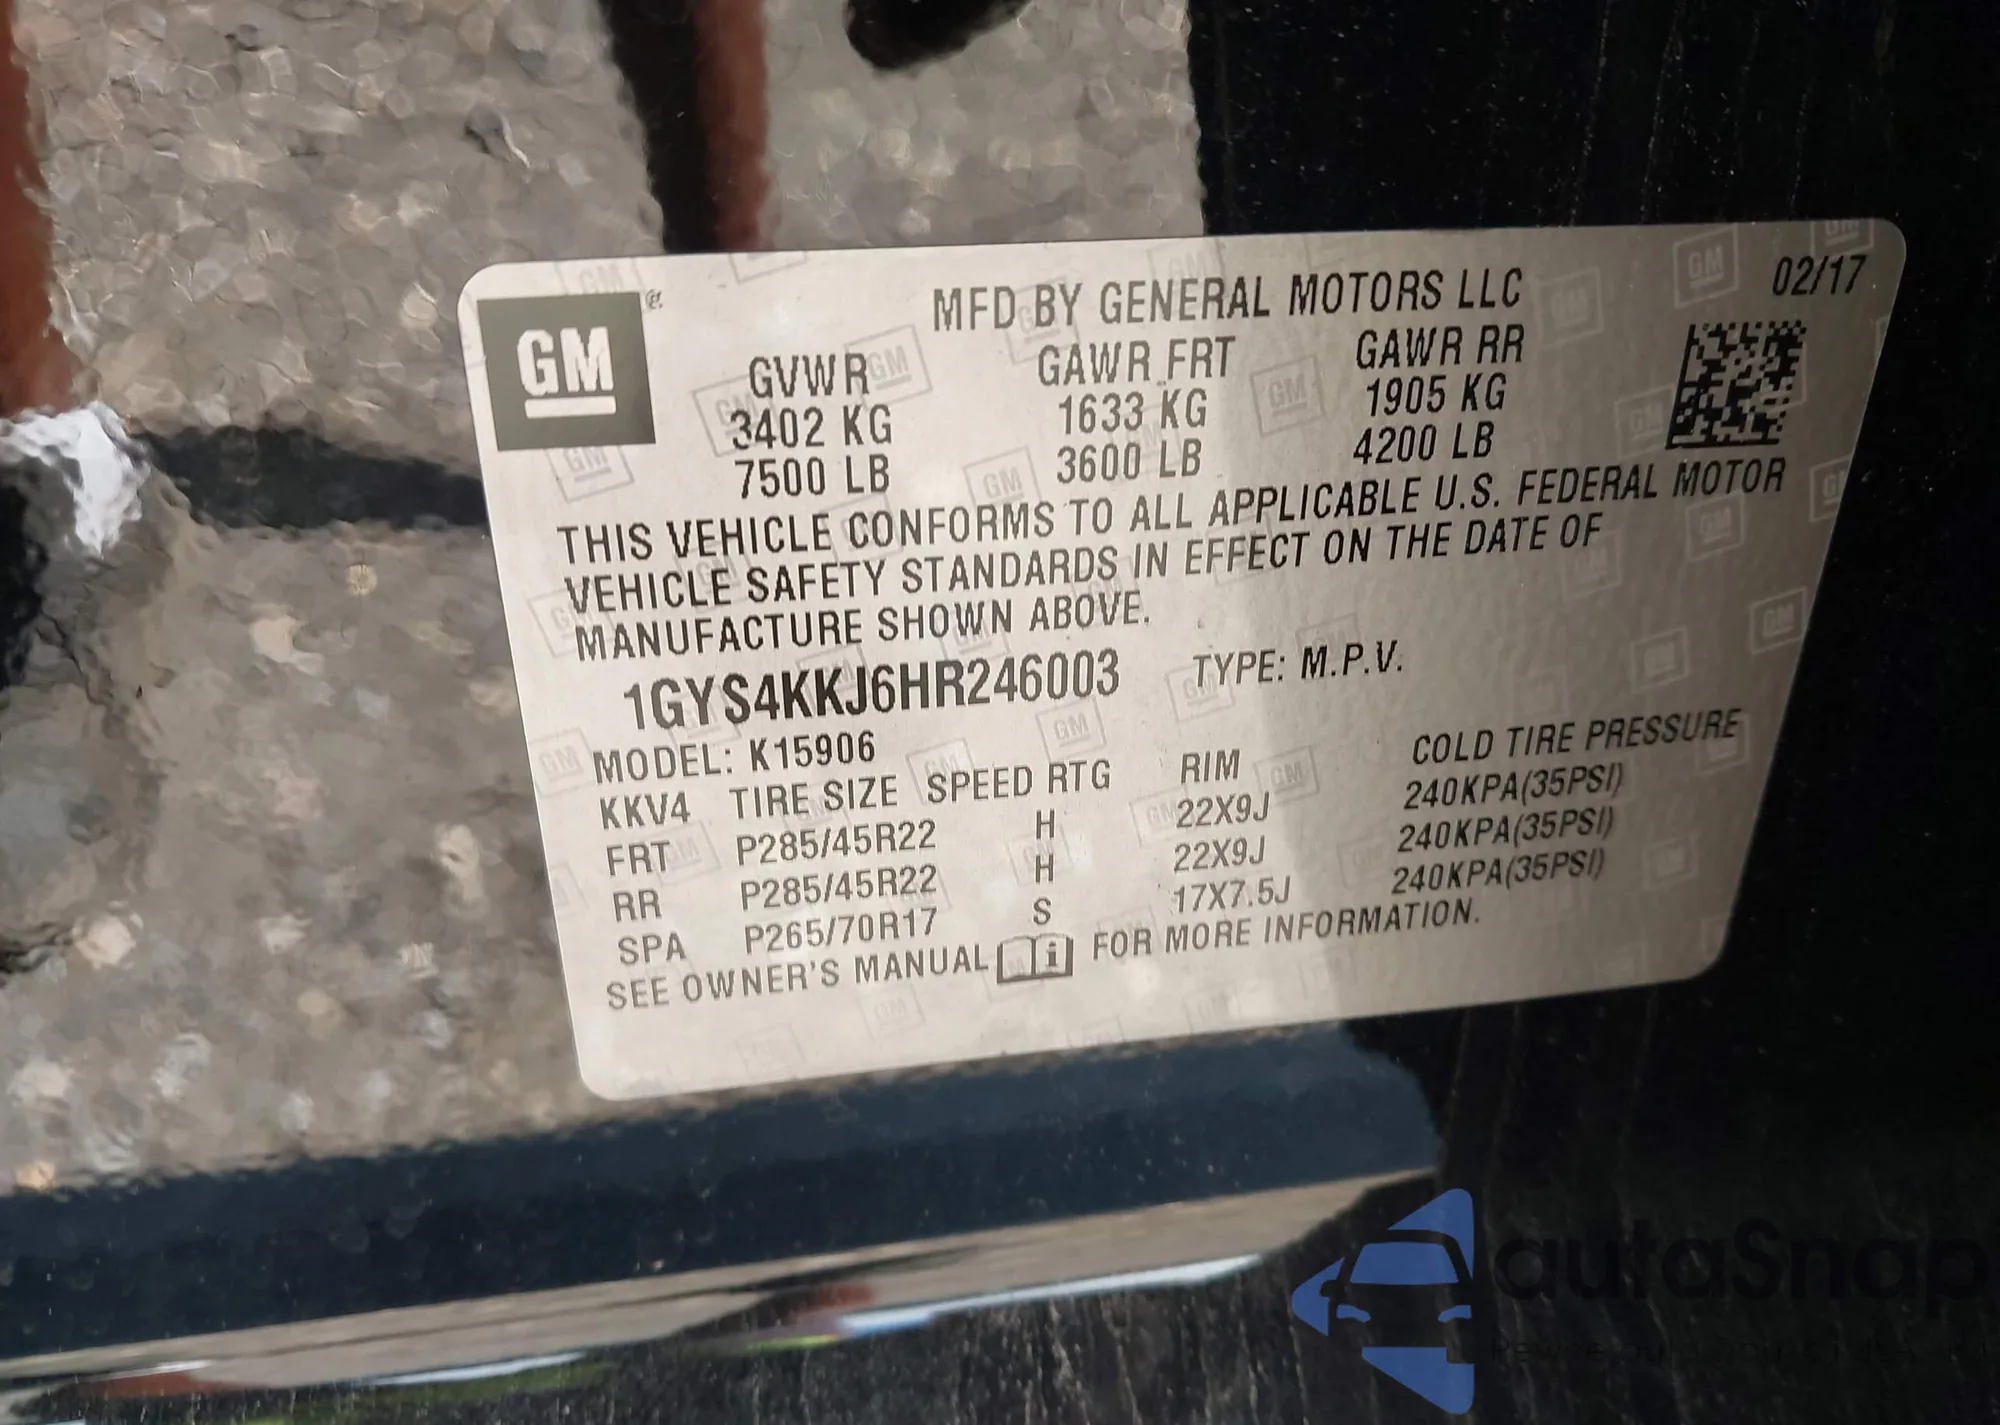 GM
MFD BY GENERAL MOTORS LLC
02/17
GVWR GAWR FRT GAWR RR
3402 KG 1633 KG 1905 KG
7500 LB 3600 LB 4200 LB
THIS VEHICLE CONFORMS TO ALL APPLICABLE U.S. FEDERAL MOTOR
VEHICLE SAFETY STANDARDS IN EFFECT ON THE DATE OF
MANUFACTURE SHOWN ABOVE.
1GYS4KKJ6HR246003 TYPE: M.P.V.
MODEL: K15906
KKV4 TIRE SIZE SPEED RTG RIM COLD TIRE PRESSURE
FRT P285/45R22 H 22X9J 240KPA(35PSI)
RR P285/45R22 H 22X9J 240KPA(35PSI)
SPA P265/70R17 S 17X7.5J 240KPA(35PSI)
SEE OWNER'S MANUAL FOR MORE INFORMATION.
autaSnap